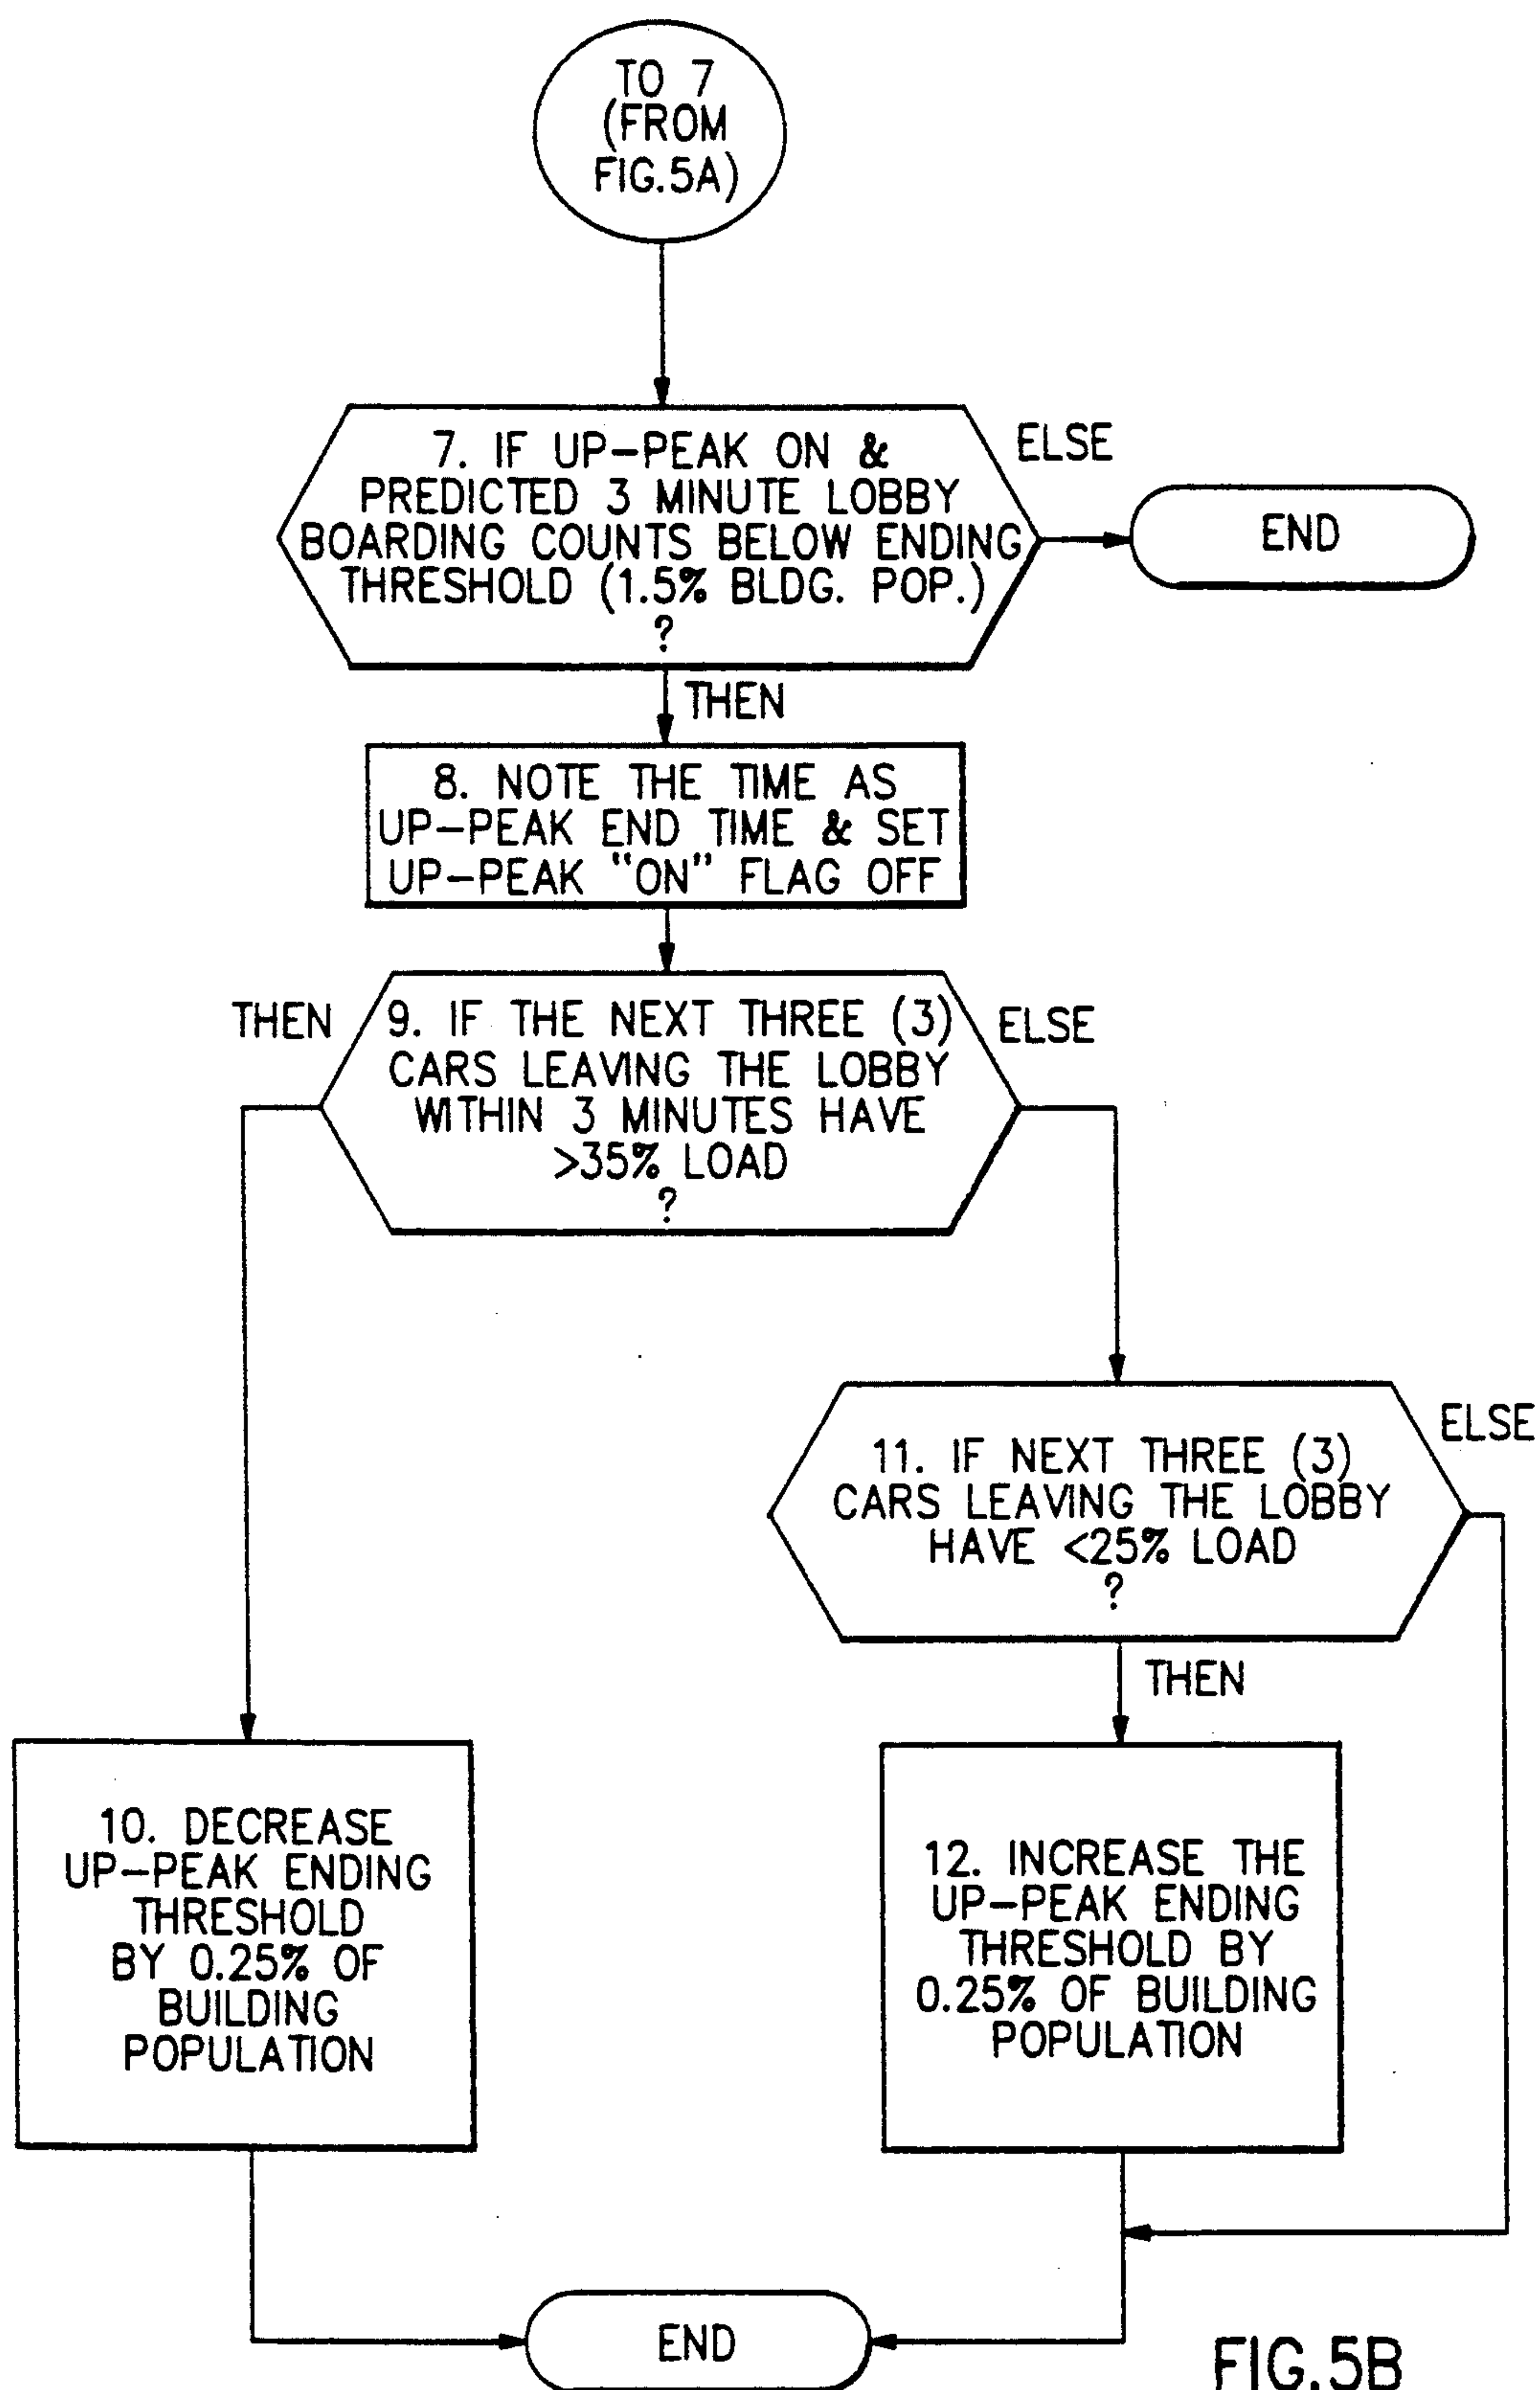 TO 7
(FROM
FIG.5A)
7. IF UP-PEAK ON &
PREDICTED 3 MINUTE LOBBY
BOARDING COUNTS BELOW ENDING
THRESHOLD (1.5% BLDG. POP.)
?
ELSE
END
THEN
8. NOTE THE TIME AS
UP-PEAK END TIME & SET
UP-PEAK "ON" FLAG OFF
THEN
9. IF THE NEXT THREE (3)
CARS LEAVING THE LOBBY
WITHIN 3 MINUTES HAVE
>35% LOAD
?
ELSE
11. IF NEXT THREE (3)
CARS LEAVING THE LOBBY
HAVE <25% LOAD
?
ELSE
THEN
10. DECREASE
UP-PEAK ENDING
THRESHOLD
BY 0.25% OF
BUILDING
POPULATION
12. INCREASE THE
UP-PEAK ENDING
THRESHOLD BY
0.25% OF BUILDING
POPULATION
END
FIG.5B